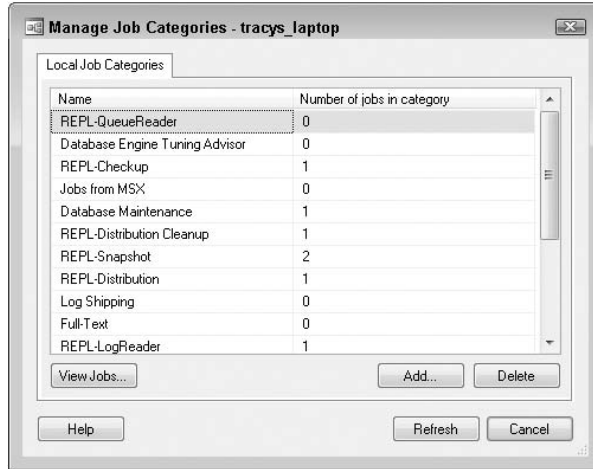 Manage Job Categories - tracys_laptop
Local Job Categories
Name Number of jobs in category
REPL-QueueReader 0
Database Engine Tuning Advisor 0
REPL-Checkup 1
Jobs from MSX 0
Database Maintenance 1
REPL-Distribution Cleanup 1
REPL-Snapshot 2
REPL-Distribution 1
Log Shipping 0
Full-Text 0
REPL-LogReader 1
View Jobs... Add... Delete
Help Refresh Cancel